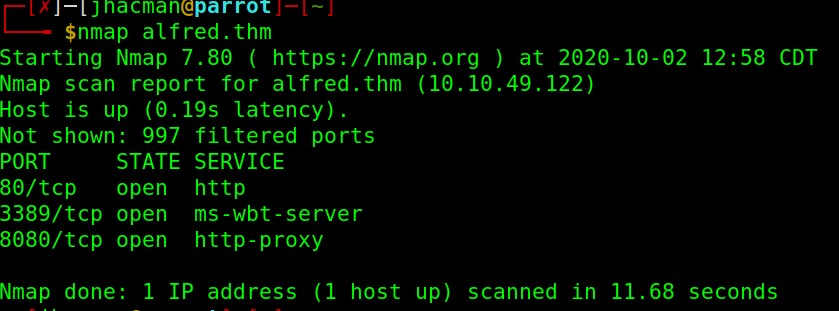 ┌─[✗]─[jhacman@parrot]─[~]
└──╼ $nmap alfred.thm
Starting Nmap 7.80 ( https://nmap.org ) at 2020-10-02 12:58 CDT
Nmap scan report for alfred.thm (10.10.49.122)
Host is up (0.19s latency).
Not shown: 997 filtered ports
PORT     STATE SERVICE
80/tcp   open  http
3389/tcp open  ms-wbt-server
8080/tcp open  http-proxy
Nmap done: 1 IP address (1 host up) scanned in 11.68 seconds